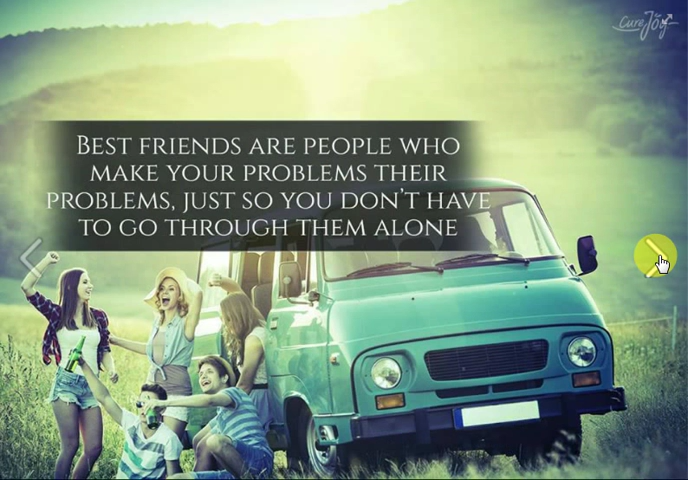 CureJoy
BEST FRIENDS ARE PEOPLE WHO
MAKE YOUR PROBLEMS THEIR
PROBLEMS, JUST SO YOU DON'T HAVE
TO GO THROUGH THEM ALONE